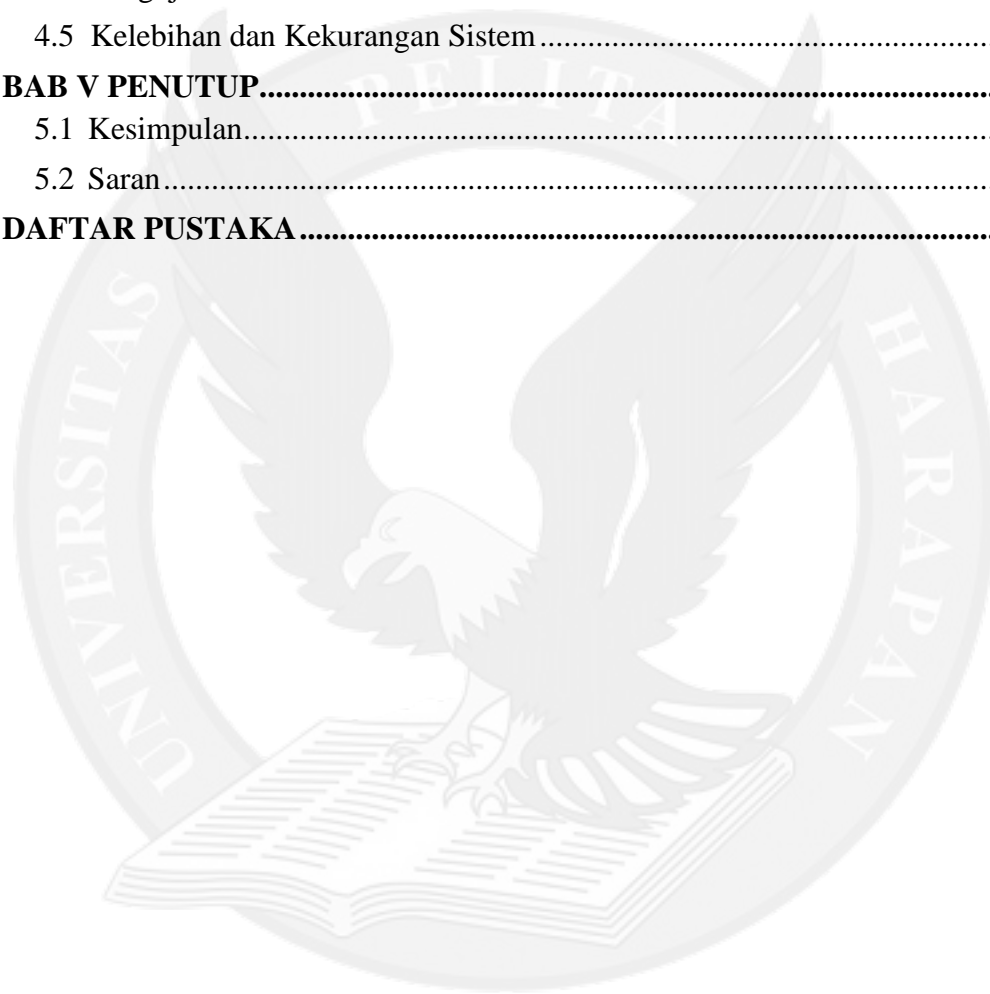 4.5 Kelebihan dan Kekurangan Sistem..........................................................
BAB V PENUTUP............................................................................................
5.1 Kesimpulan..............................................................................................
5.2 Saran........................................................................................................
DAFTAR PUSTAKA.......................................................................................
UNIVERSITAS PELITA HARAPAN